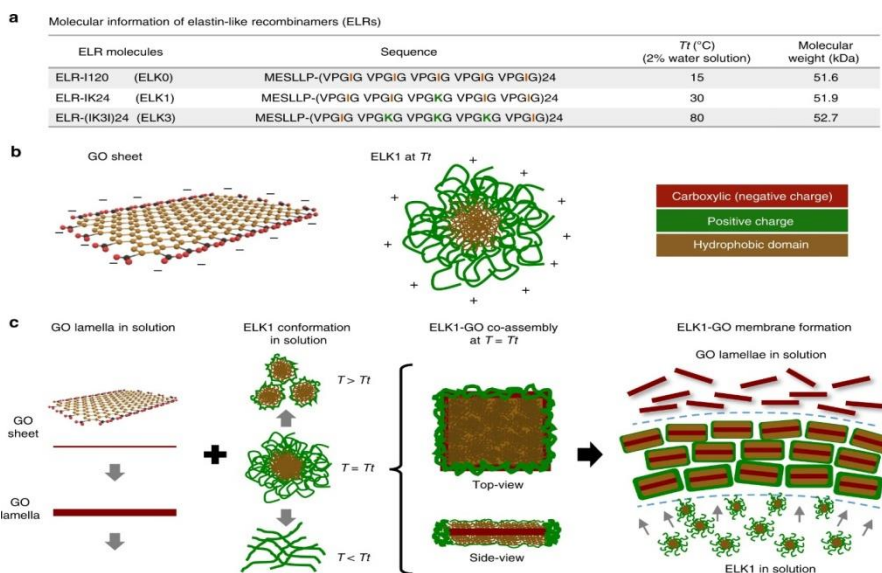 a
Molecular information of elastin-like recombinamers (ELRs)
ELR molecules Sequence Tt (°C) (2% water solution) Molecular weight (kDa)
ELR-I120 (ELK0) MESLLP-(VPGIG VPGIG VPGIG VPGIG VPGIG)24 15 51.6
ELR-IK24 (ELK1) MESLLP-(VPGIG VPGIG VPGKG VPGIG VPGIG)24 30 51.9
ELR-(IK3I)24 (ELK3) MESLLP-(VPGIG VPGKG VPGKG VPGKG VPGIG)24 80 52.7
b
GO sheet
ELK1 at Tt
Carboxylic (negative charge)
Positive charge
Hydrophobic domain
c
GO lamella in solution
GO sheet
GO lamella
ELK1 conformation
in solution
T > Tt
T = Tt
T < Tt
ELK1-GO co-assembly
at T = Tt
Top-view
Side-view
ELK1-GO membrane formation
GO lamellae in solution
ELK1 in solution